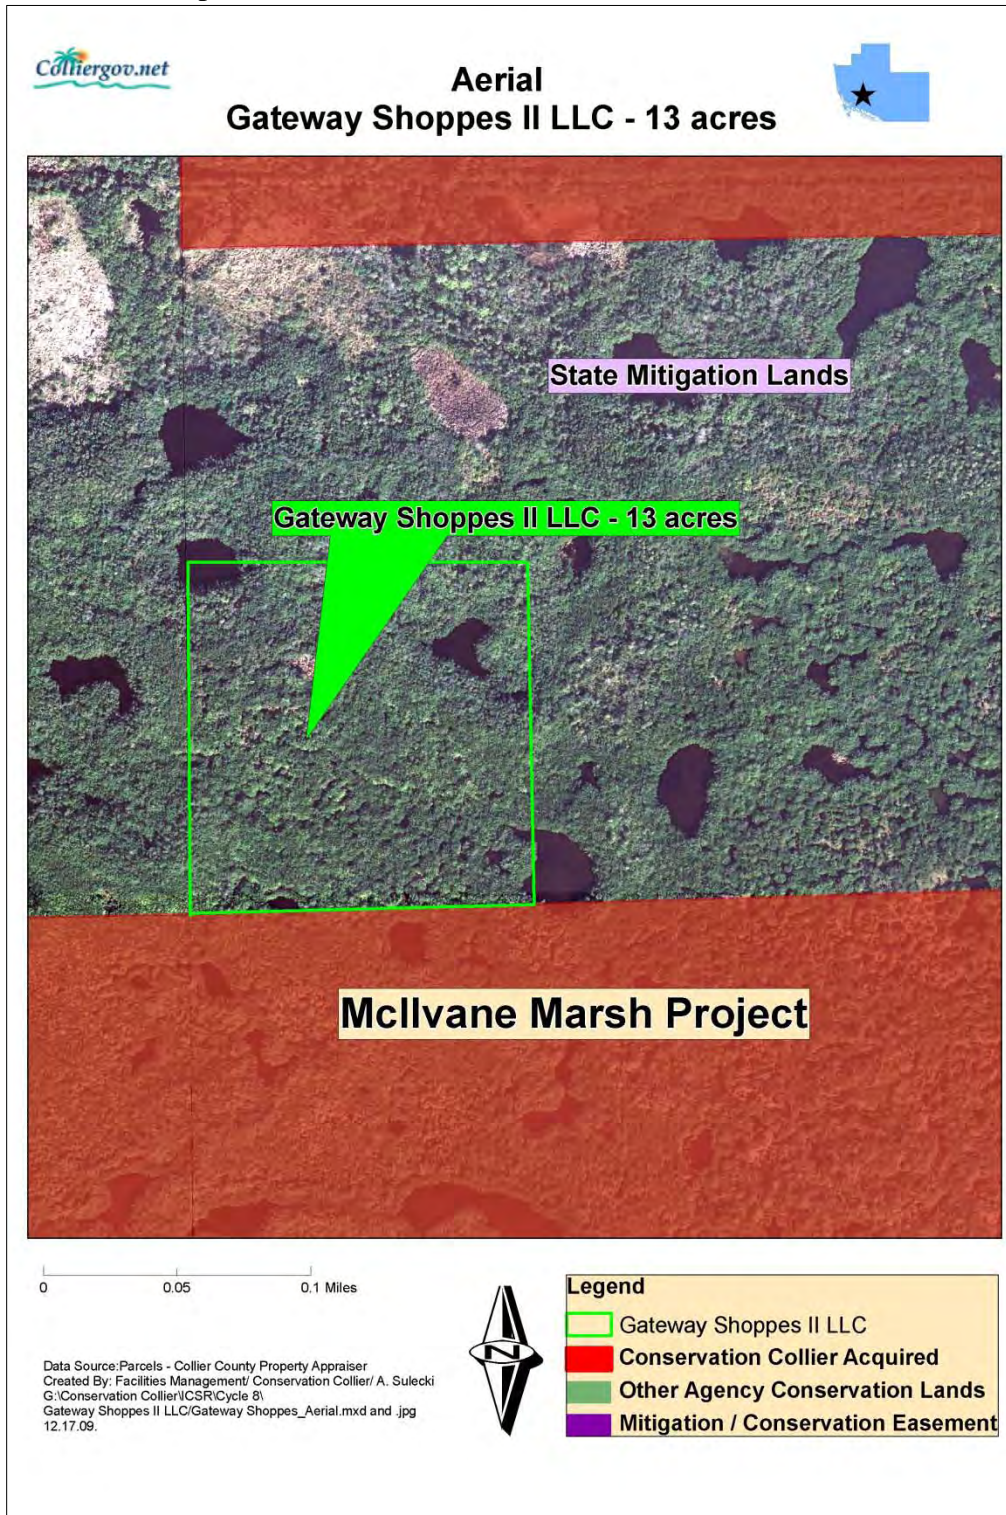 Colliergov.net
Aerial
Gateway Shoppes II LLC - 13 acres
State Mitigation Lands
Gateway Shoppes II LLC - 13 acres
McIlvane Marsh Project
0 0.05 0.1 Miles
N
Data Source:Parcels - Collier County Property Appraiser
Created By: Facilities Management/ Conservation Collier/ A. Sulecki
G:\Conservation Collier\ICSR\Cycle 8\
Gateway Shoppes II LLC/Gateway Shoppes_Aerial.mxd and .jpg
12.17.09.
Legend
Gateway Shoppes II LLC
Conservation Collier Acquired
Other Agency Conservation Lands
Mitigation / Conservation Easement